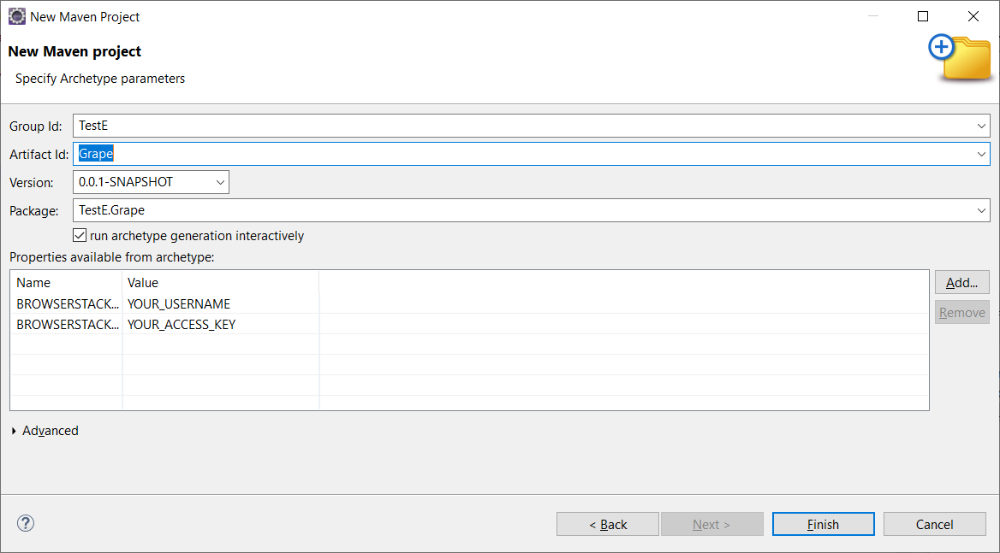 New Maven Project
New Maven project
Specify Archetype parameters
Group Id: TestE
Artifact Id: Grape
Version: 0.0.1-SNAPSHOT
Package: TestE.Grape
run archetype generation interactively
Properties available from archetype:
Name Value
BROWSERSTACK... YOUR_USERNAME
BROWSERSTACK... YOUR_ACCESS_KEY
Add...
Remove
Advanced
< Back Next > Finish Cancel